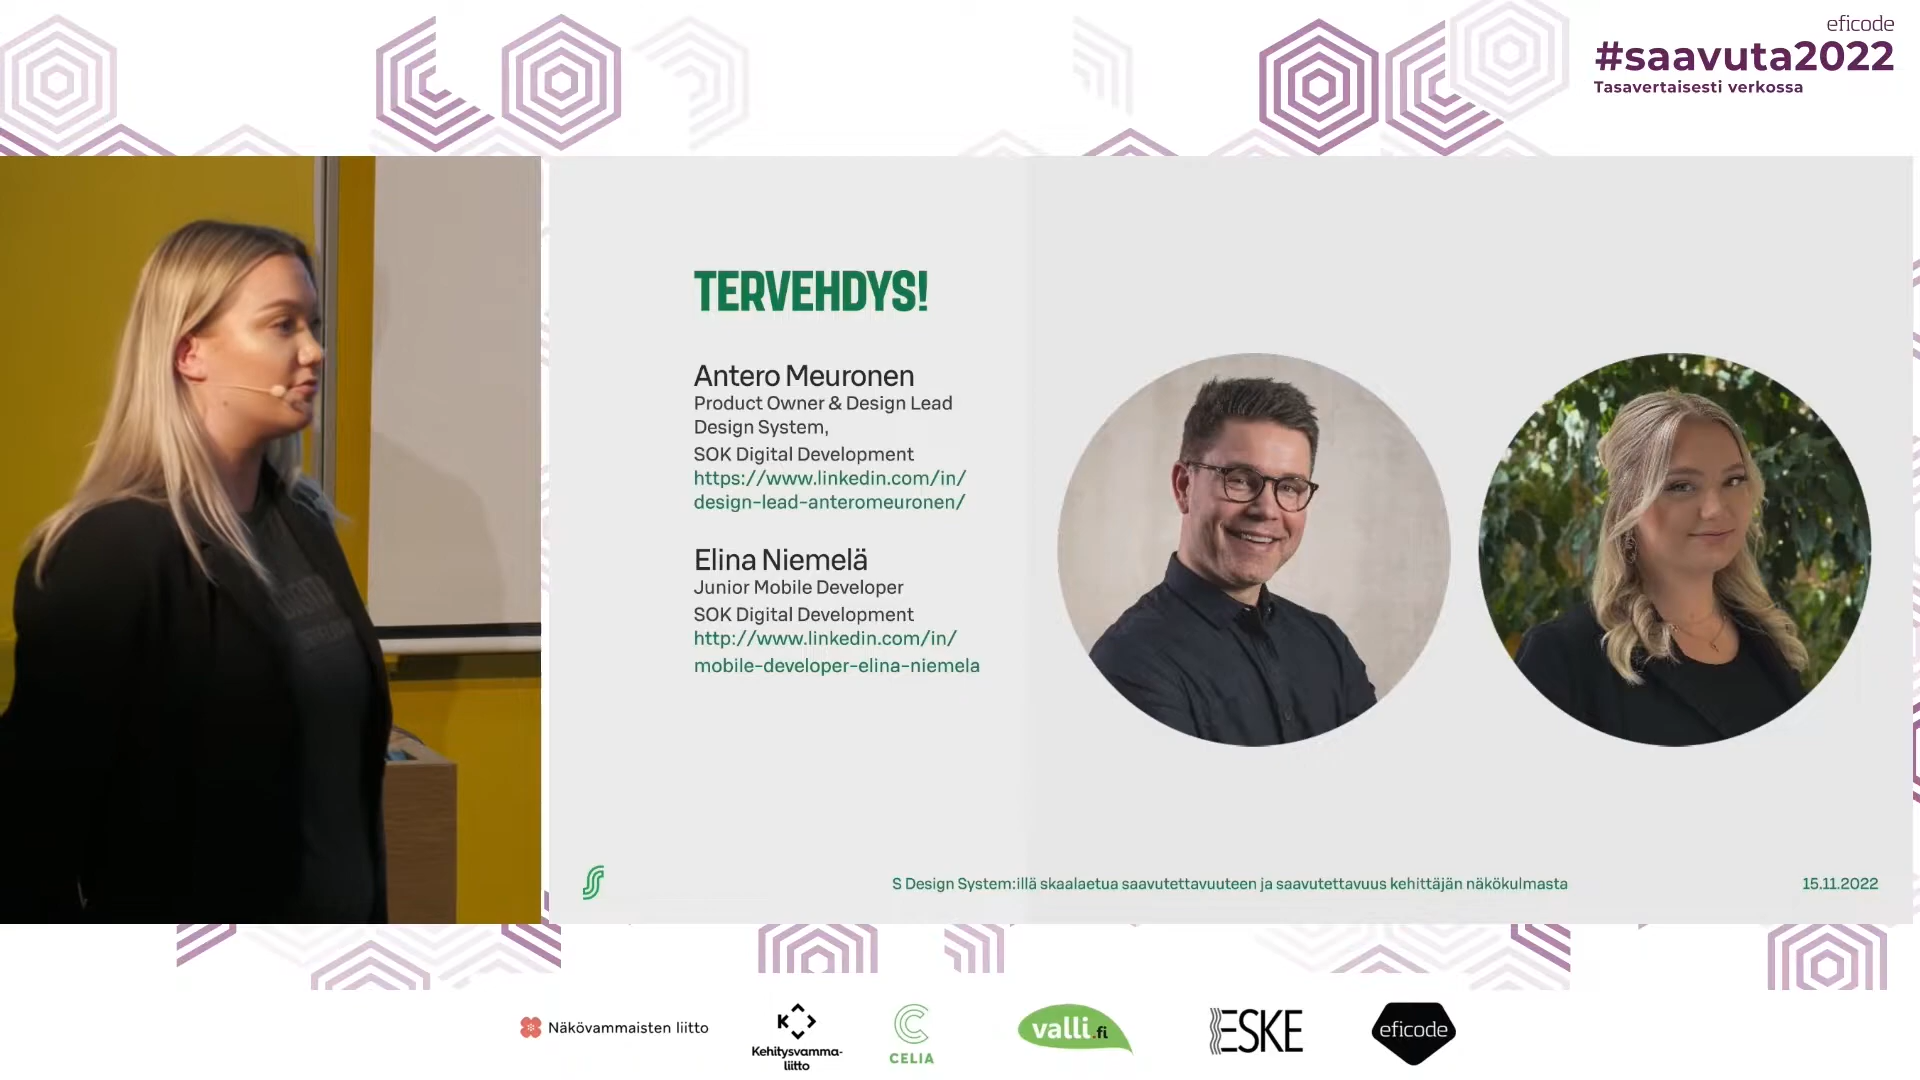 eficode
#saavuta2022
Tasavertaisesti verkossa
TERVEHDYS!
Antero Meuronen
Product Owner & Design Lead
Design System,
SOK Digital Development
https://www.linkedin.com/in/
design-lead-anteromeuronen/
Elina Niemelä
Junior Mobile Developer
SOK Digital Development
http://www.linkedin.com/in/
mobile-developer-elina-niemela
S Design System:illä skaalaetua saavutettavuuteen ja saavutettavuus kehittäjän näkökulmasta
15.11.2022
Näkövammaisten liitto
Kehitysvamma-
liitto
CELIA
valli.fi
ESKE
eficode